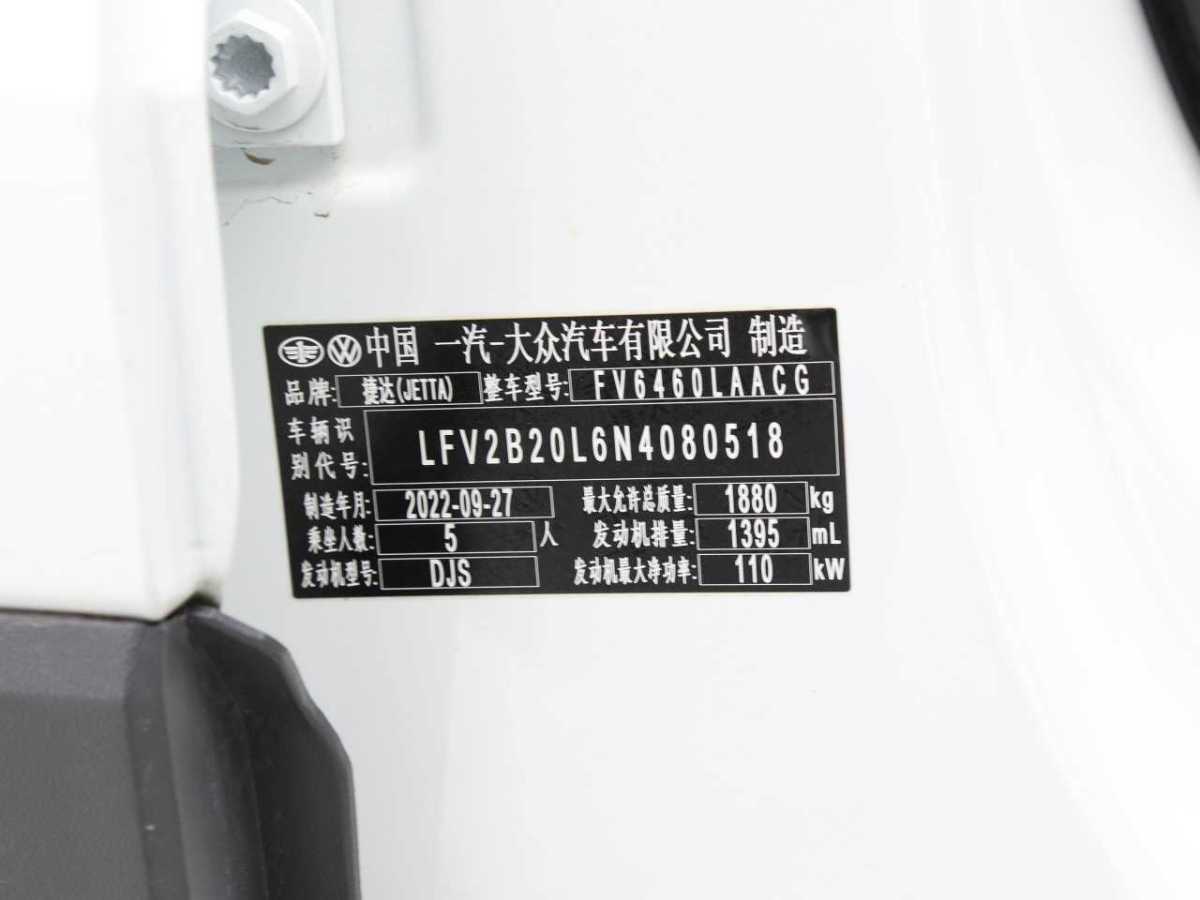 中国 一汽-大众汽车有限公司 制造
品牌: 捷达(JETTA) 整车型号: FV6460LAACG
车辆识别代号: LFV2B20L6N4080518
制造年月: 2022-09-27 最大允许总质量: 1880 kg
乘坐人数: 5 人 发动机排量: 1395 mL
发动机型号: DJS 发动机最大净功率: 110 kW